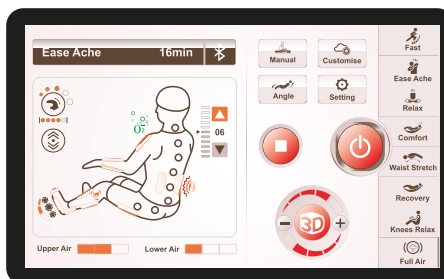 Ease Ache 16min
Manual
Customise
Angle
Setting
O2
06
3D
Upper Air
Lower Air
Fast
Ease Ache
Relax
Comfort
Waist Stretch
Recovery
Knees Relax
Full Air